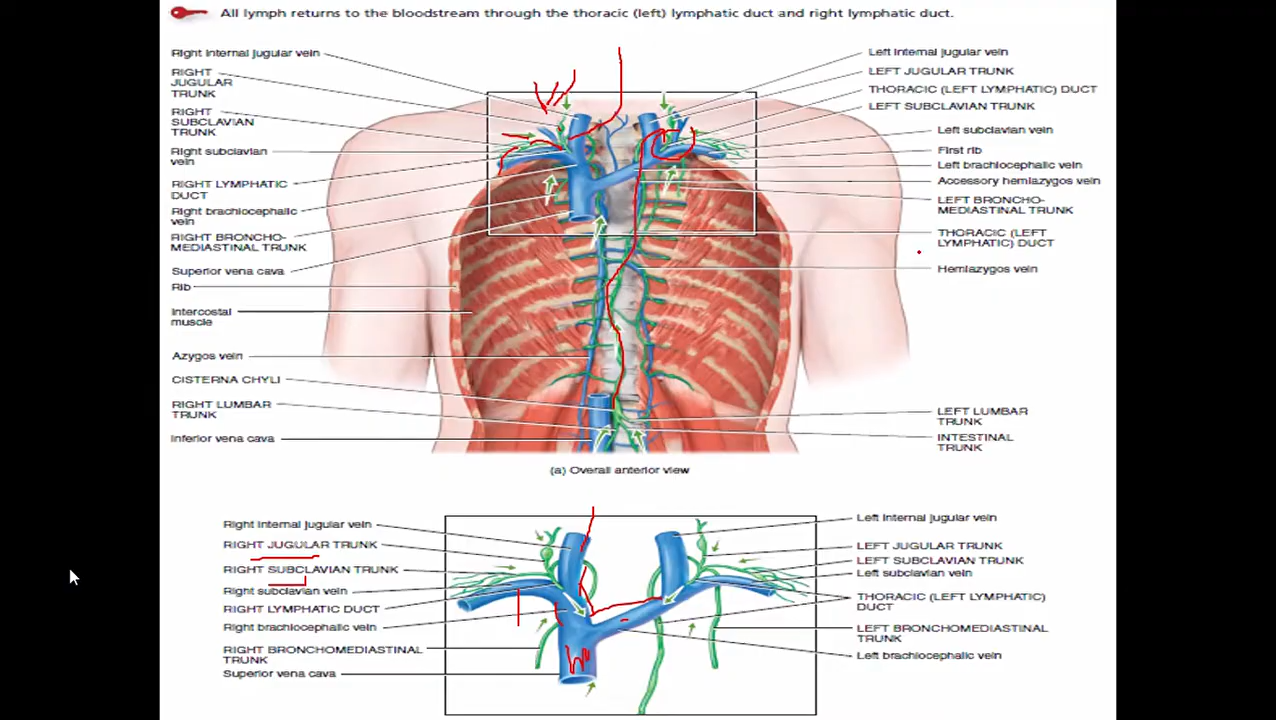 All lymph returns to the bloodstream through the thoracic (left) lymphatic duct and right lymphatic duct.
Right internal jugular vein
RIGHT
JUGULAR
TRUNK
RIGHT
SUBCLAVIAN
TRUNK
Right subclavian
vein
RIGHT LYMPHATIC
DUCT
Right brachiocephalic
vein
RIGHT BRONCHO-
MEDIASTINAL TRUNK
Superior vena cava
Rib
Intercostal
muscle
Azygos vein
CISTERNA CHYLI
RIGHT LUMBAR
TRUNK
Inferior vena cava
Left internal jugular vein
LEFT JUGULAR TRUNK
THORACIC (LEFT LYMPHATIC) DUCT
LEFT SUBCLAVIAN TRUNK
Left subclavian vein
First rib
Left brachiocephalic vein
Accessory hemiazygos vein
LEFT BRONCHO-
MEDIASTINAL TRUNK
THORACIC (LEFT
LYMPHATIC) DUCT
Hemiazygos vein
LEFT LUMBAR
TRUNK
INTESTINAL
TRUNK
(a) Overall anterior view
Right internal jugular vein
RIGHT JUGULAR TRUNK
RIGHT SUBCLAVIAN TRUNK
Right subclavian vein
RIGHT LYMPHATIC DUCT
Right brachiocephalic vein
RIGHT BRONCHOMEDIASTINAL
TRUNK
Superior vena cava
Left internal jugular vein
LEFT JUGULAR TRUNK
LEFT SUBCLAVIAN TRUNK
Left subclavian vein
THORACIC (LEFT LYMPHATIC)
DUCT
LEFT BRONCHOMEDIASTINAL
TRUNK
Left brachiocephalic vein